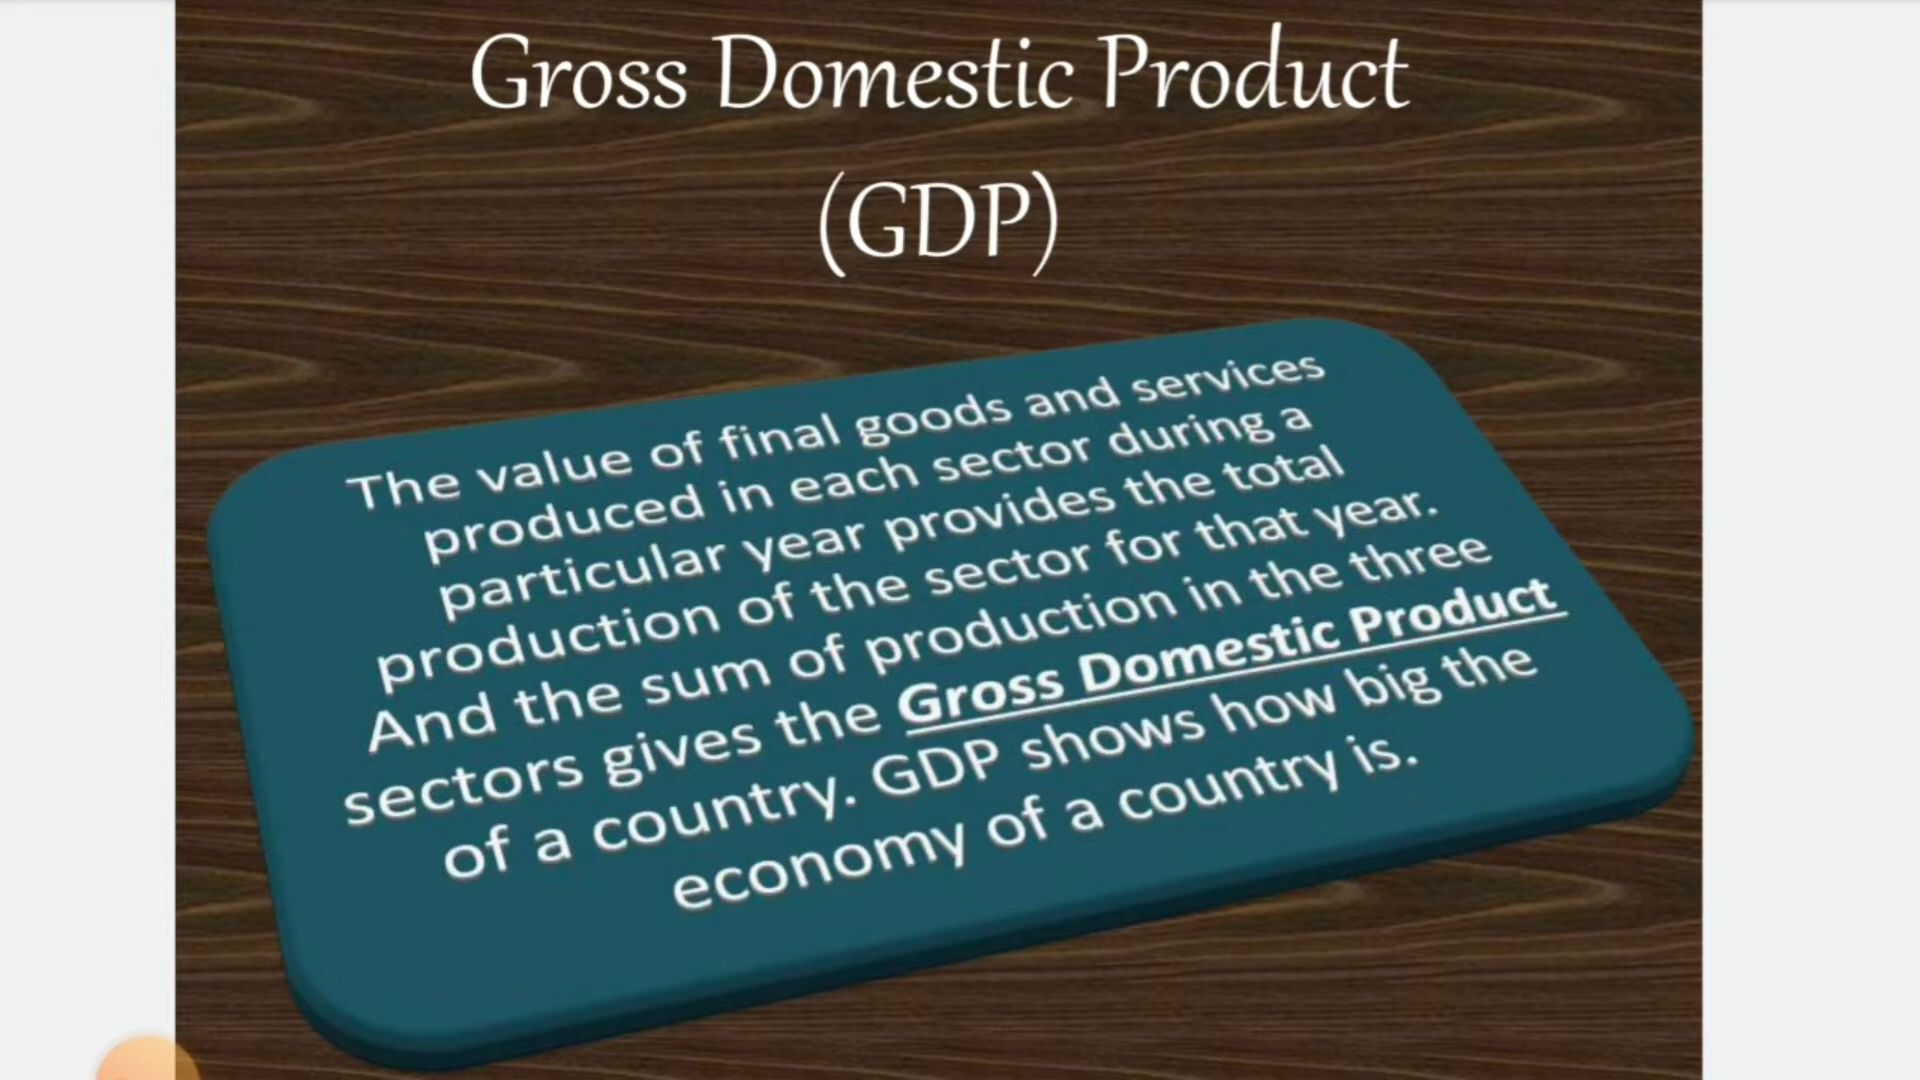 Gross Domestic Product
(GDP)
The value of final goods and services
produced in each sector during a
particular year provides the total
production of the sector for that year.
And the sum of production in the three
sectors gives the Gross Domestic Product
of a country. GDP shows how big the
economy of a country is.